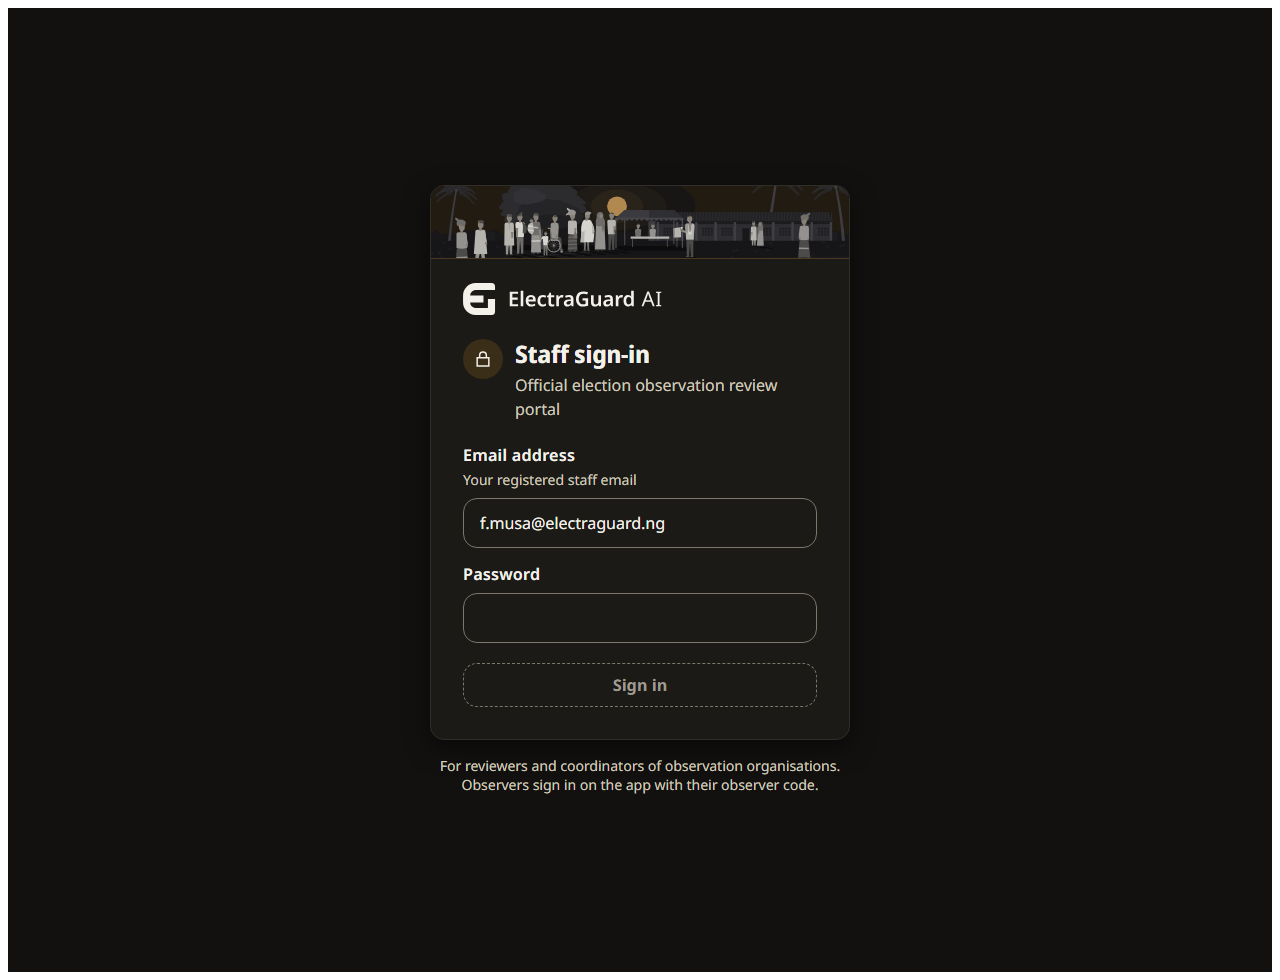 ElectraGuard AI
Staff sign-in
Official election observation review
portal
Email address
Your registered staff email
f.musa@electraguard.ng
Password
Sign in
For reviewers and coordinators of observation organisations.
Observers sign in on the app with their observer code.